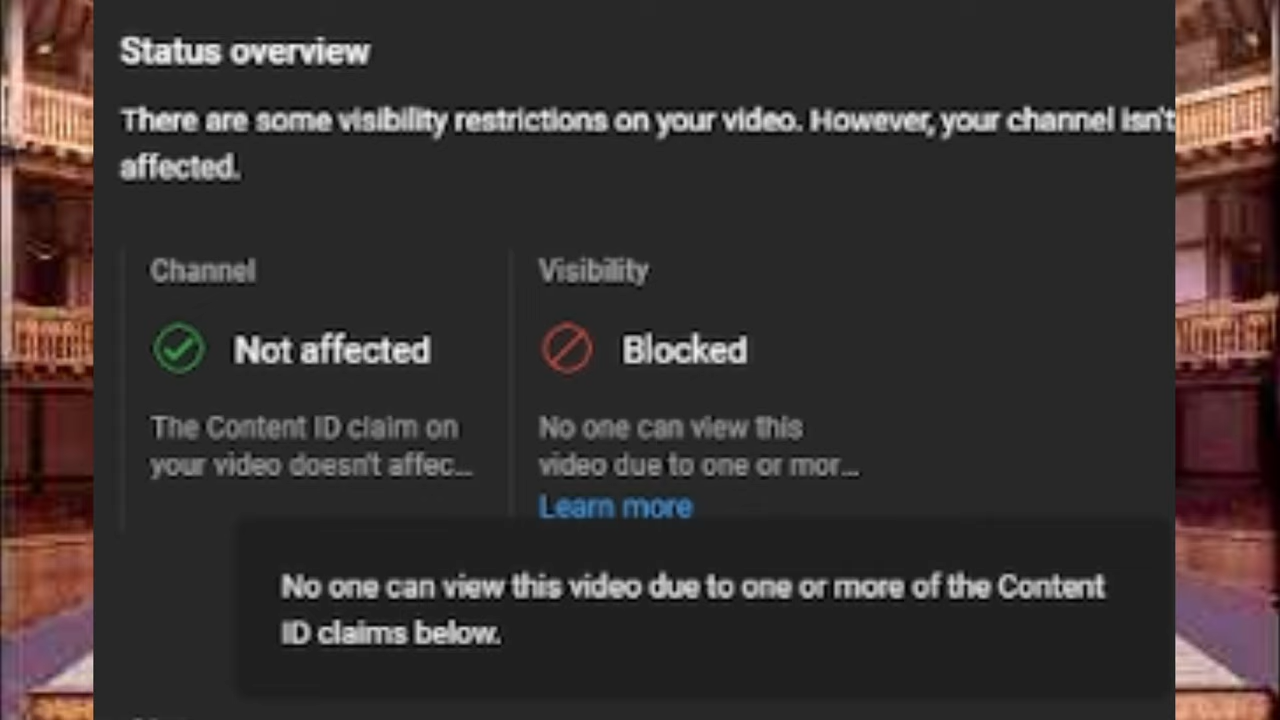 Status overview
There are some visibility restrictions on your video. However, your channel isn't
affected.
Channel
Visibility
Not affected
Blocked
The Content ID claim on
your video doesn't affec...
No one can view this
video due to one or mor...
Learn more
No one can view this video due to one or more of the Content
ID claims below.